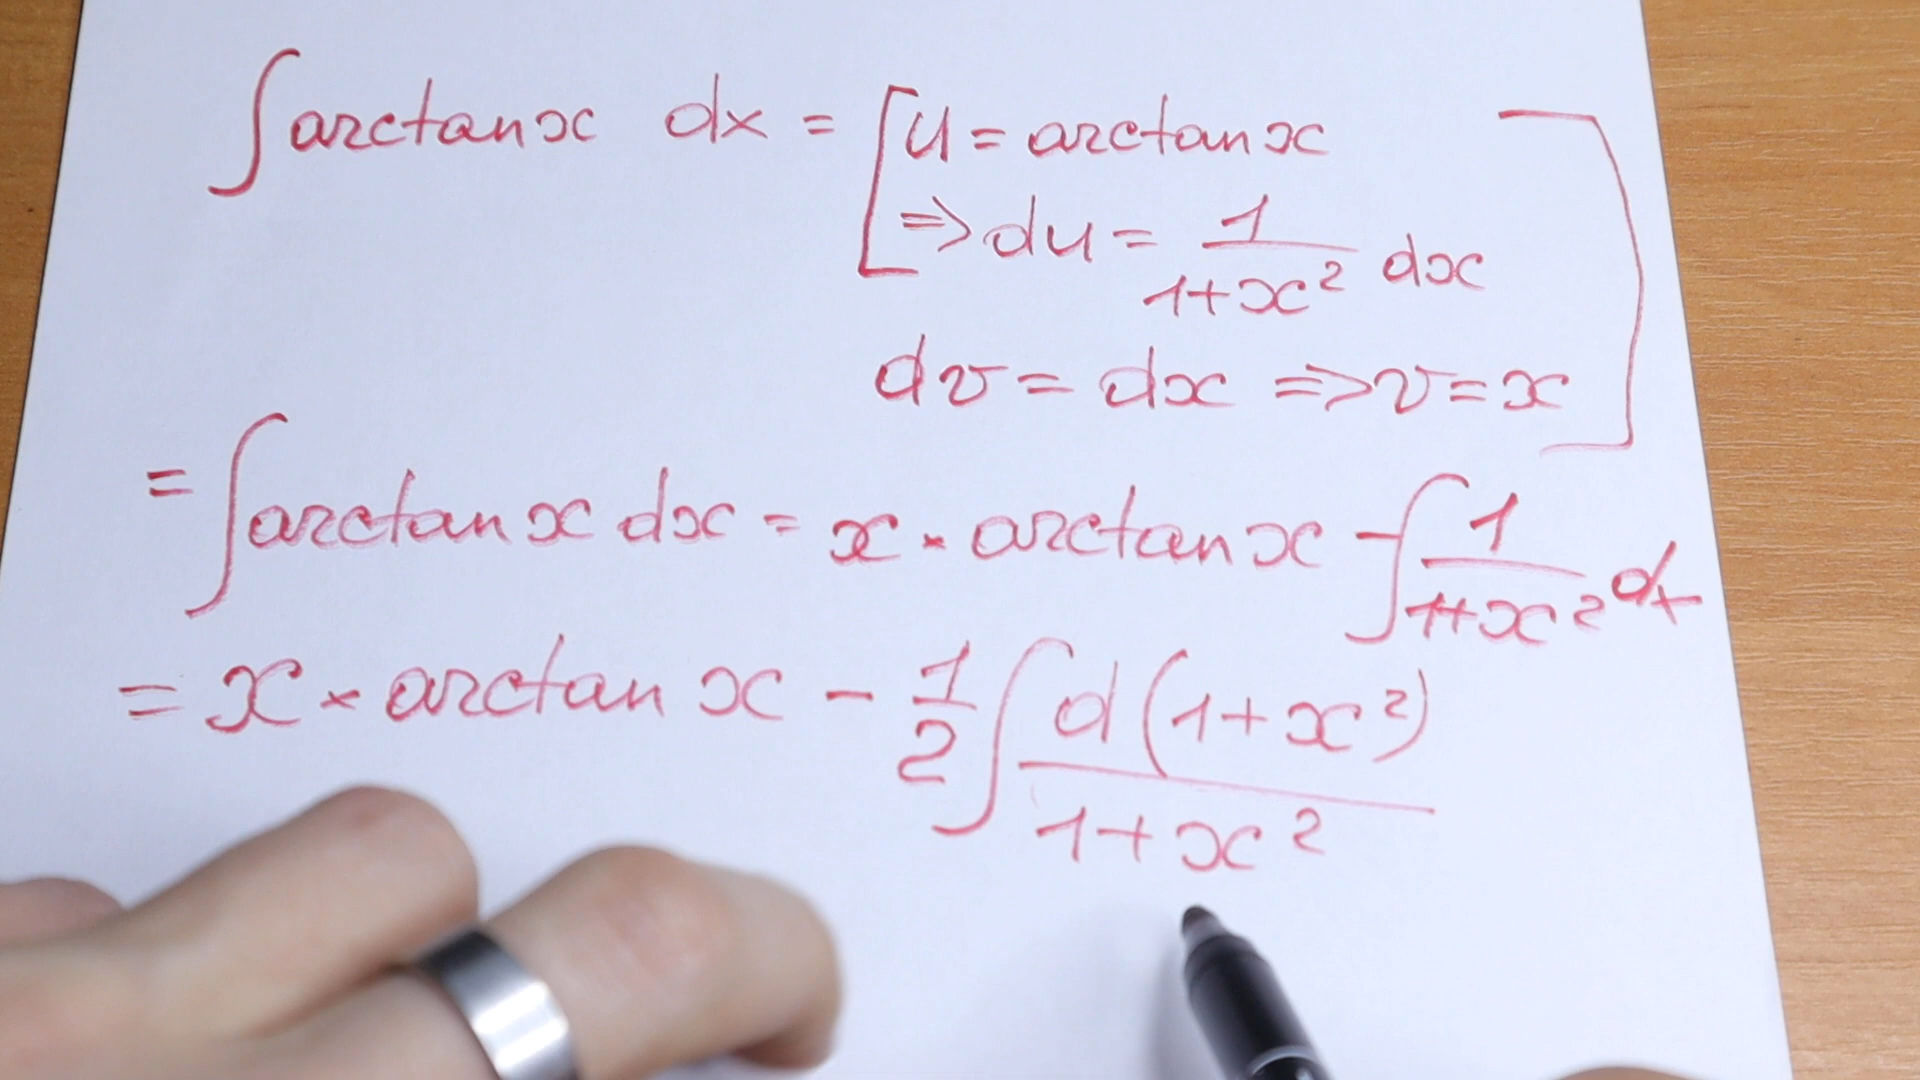 ∫ arctan x dx = [ u = arctan x
⇒ du = 1/(1+x²) dx
dv = dx ⇒ v = x ]
= ∫ arctan x dx = x · arctan x - ∫ 1/(1+x²) dx
= x · arctan x - 1/2 ∫ d(1+x²)/(1+x²)